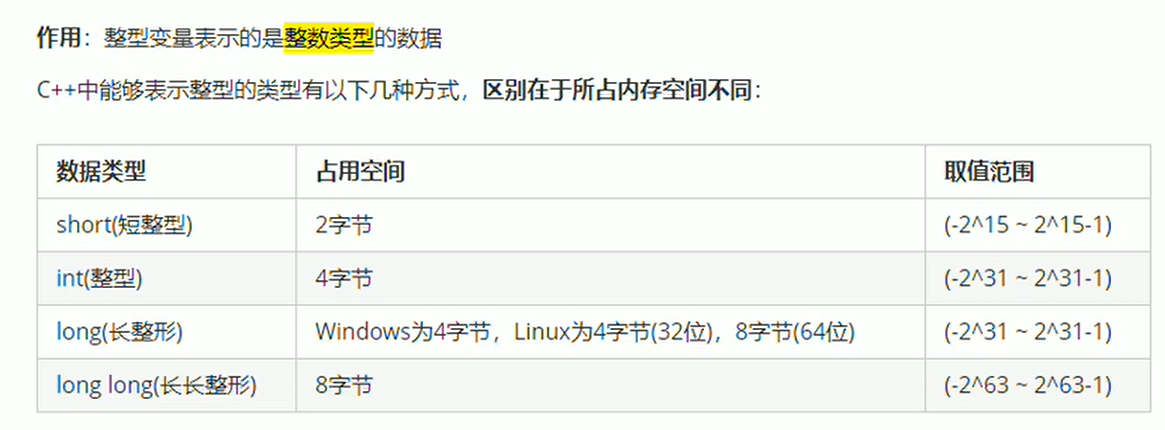 作用：整型变量表示的是整数类型的数据
C++中能够表示整型的类型有以下几种方式，区别在于所占内存空间不同：
数据类型 占用空间 取值范围
short(短整型) 2字节 (-2^15 ~ 2^15-1)
int(整型) 4字节 (-2^31 ~ 2^31-1)
long(长整形) Windows为4字节，Linux为4字节(32位)，8字节(64位) (-2^31 ~ 2^31-1)
long long(长长整形) 8字节 (-2^63 ~ 2^63-1)